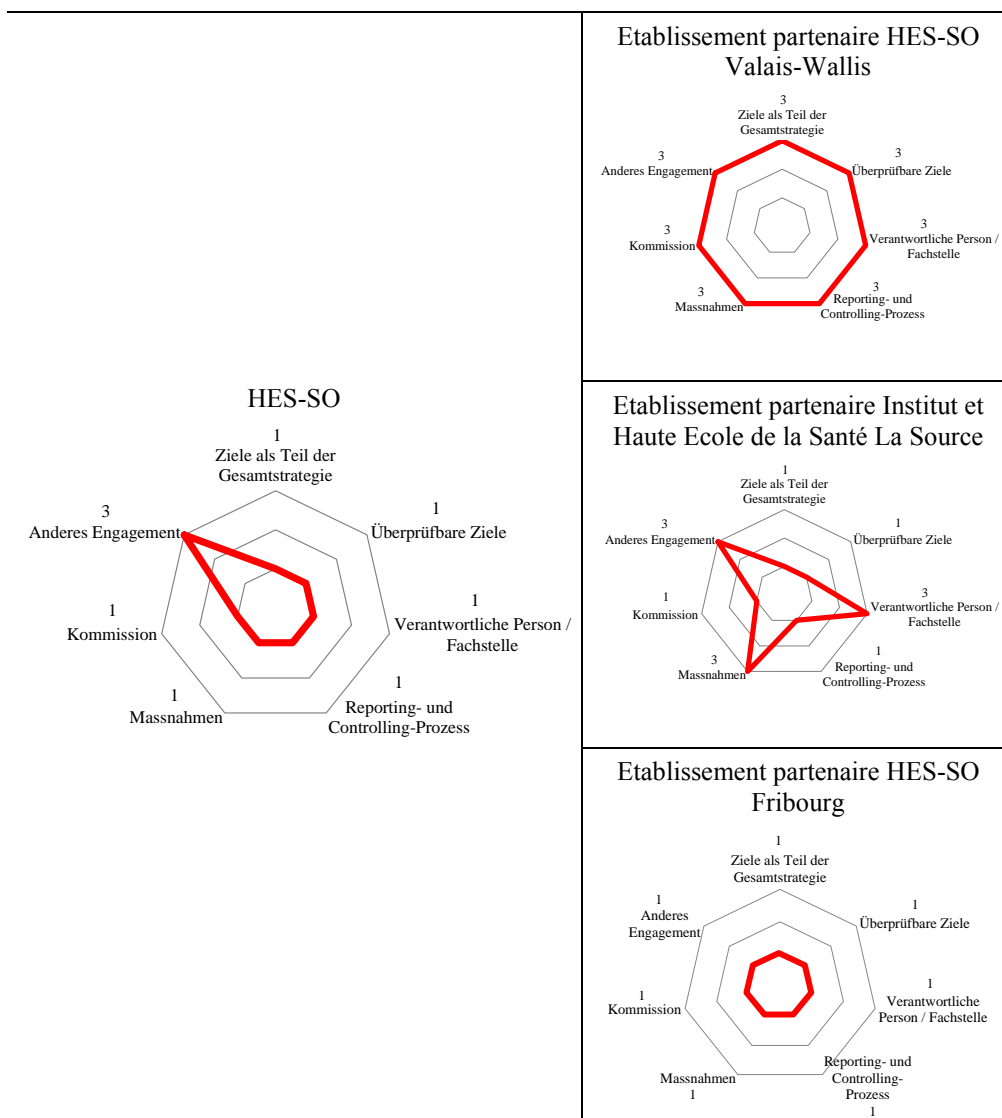 HES-SO
1
Ziele als Teil der
Gesamtstrategie
1
Überprüfbare Ziele
1
Verantwortliche Person /
Fachstelle
1
Reporting- und
Controlling-Prozess
1
Massnahmen
1
Kommission
3
Anderes Engagement
Etablissement partenaire HES-SO
Valais-Wallis
3
Ziele als Teil der
Gesamtstrategie
3
Überprüfbare Ziele
3
Verantwortliche Person /
Fachstelle
3
Reporting- und
Controlling-Prozess
3
Massnahmen
3
Kommission
3
Anderes Engagement
Etablissement partenaire Institut et
Haute Ecole de la Santé La Source
1
Ziele als Teil der
Gesamtstrategie
1
Überprüfbare Ziele
3
Verantwortliche Person /
Fachstelle
1
Reporting- und
Controlling-Prozess
3
Massnahmen
1
Kommission
3
Anderes Engagement
Etablissement partenaire HES-SO
Fribourg
1
Ziele als Teil der
Gesamtstrategie
1
Überprüfbare Ziele
1
Verantwortliche
Person / Fachstelle
Reporting- und
Controlling-
Prozess
1
Massnahmen
1
1
Kommission
1
Anderes
Engagement